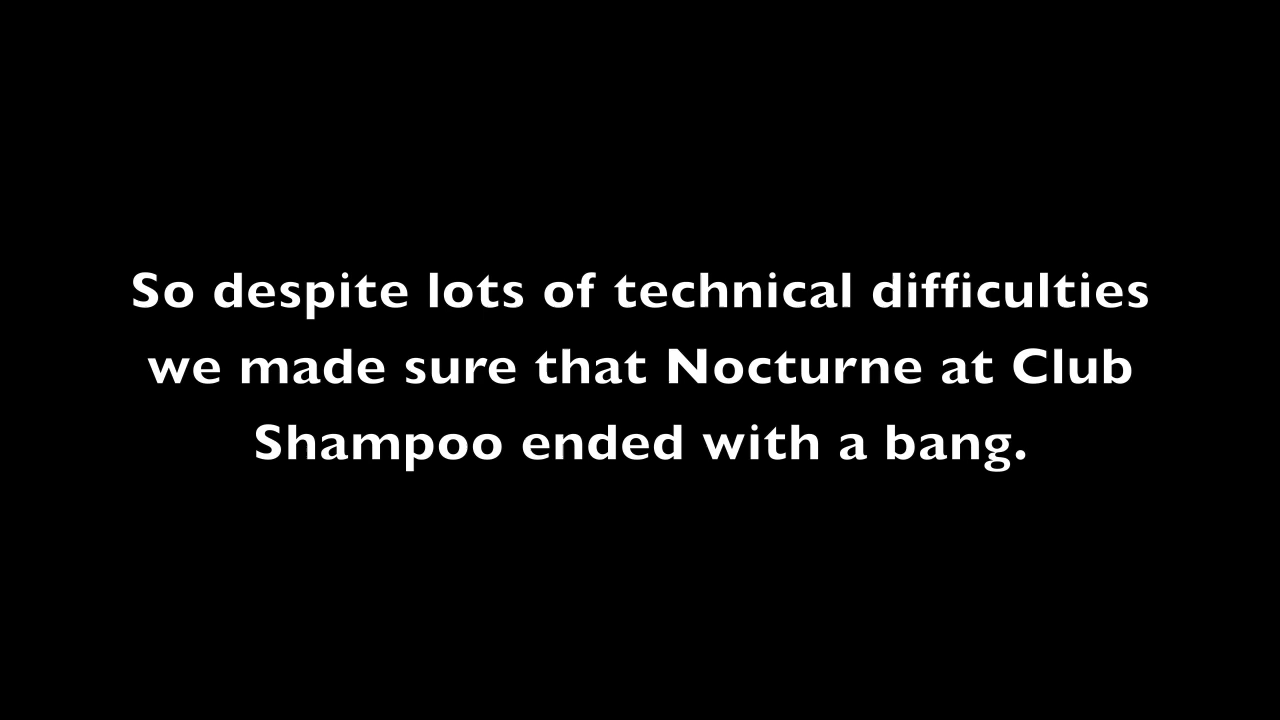 So despite lots of technical difficulties
we made sure that Nocturne at Club
Shampoo ended with a bang.